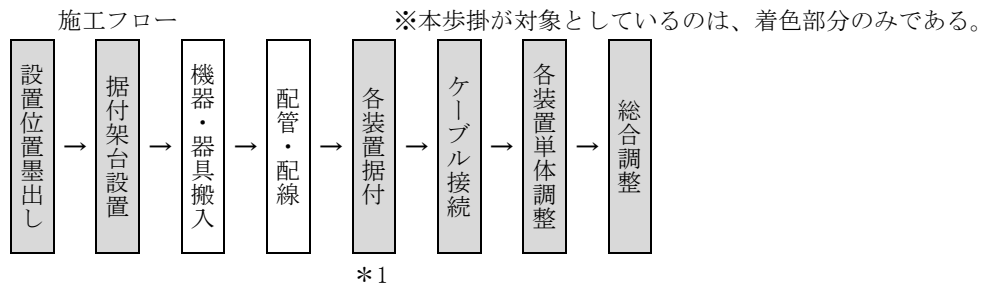 施工フロー
※本歩掛が対象としているのは、着色部分のみである。
設置位置墨出し
→
据付架台設置
→
機器・器具搬入
→
配管・配線
→
各装置据付
→
ケーブル接続
→
各装置単体調整
→
総合調整
＊1